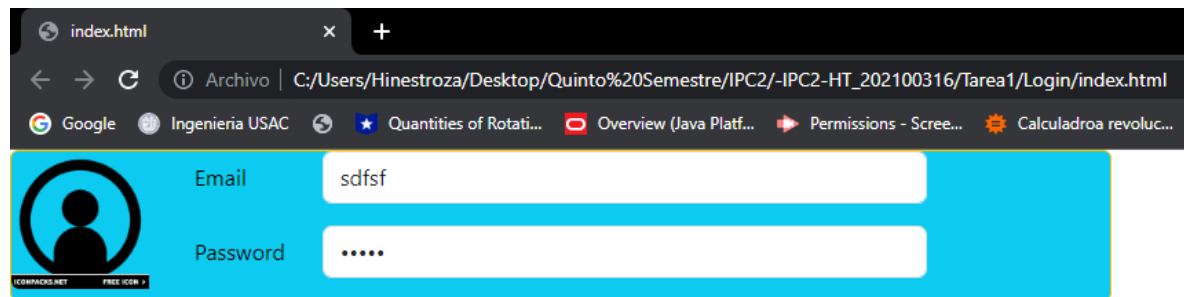 index.html
Archivo | C:/Users/Hinestroza/Desktop/Quinto%20Semestre/IPC2/-IPC2-HT_202100316/Tarea1/Login/index.html
Google Ingenieria USAC Quantities of Rotati... Overview (Java Platf... Permissions - Scree... Calculadroa revoluc...
Email sdfsf
Password •••••
ICONPACKS.NET FREE ICON >